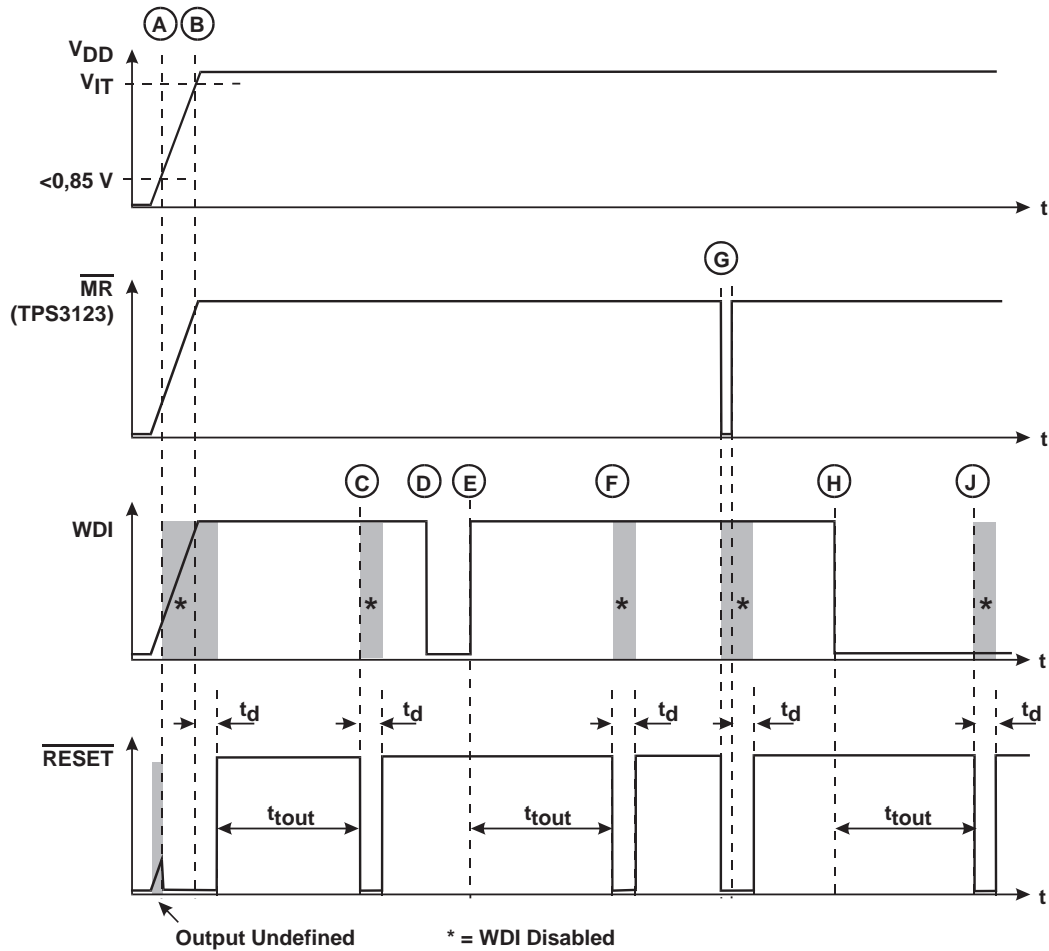 A B
VDD
VIT
<0,85 V
t
G
MR
(TPS3123)
t
C D E F H J
WDI
* * * * *
t
td td td td td
RESET
ttout ttout ttout
t
Output Undefined * = WDI Disabled